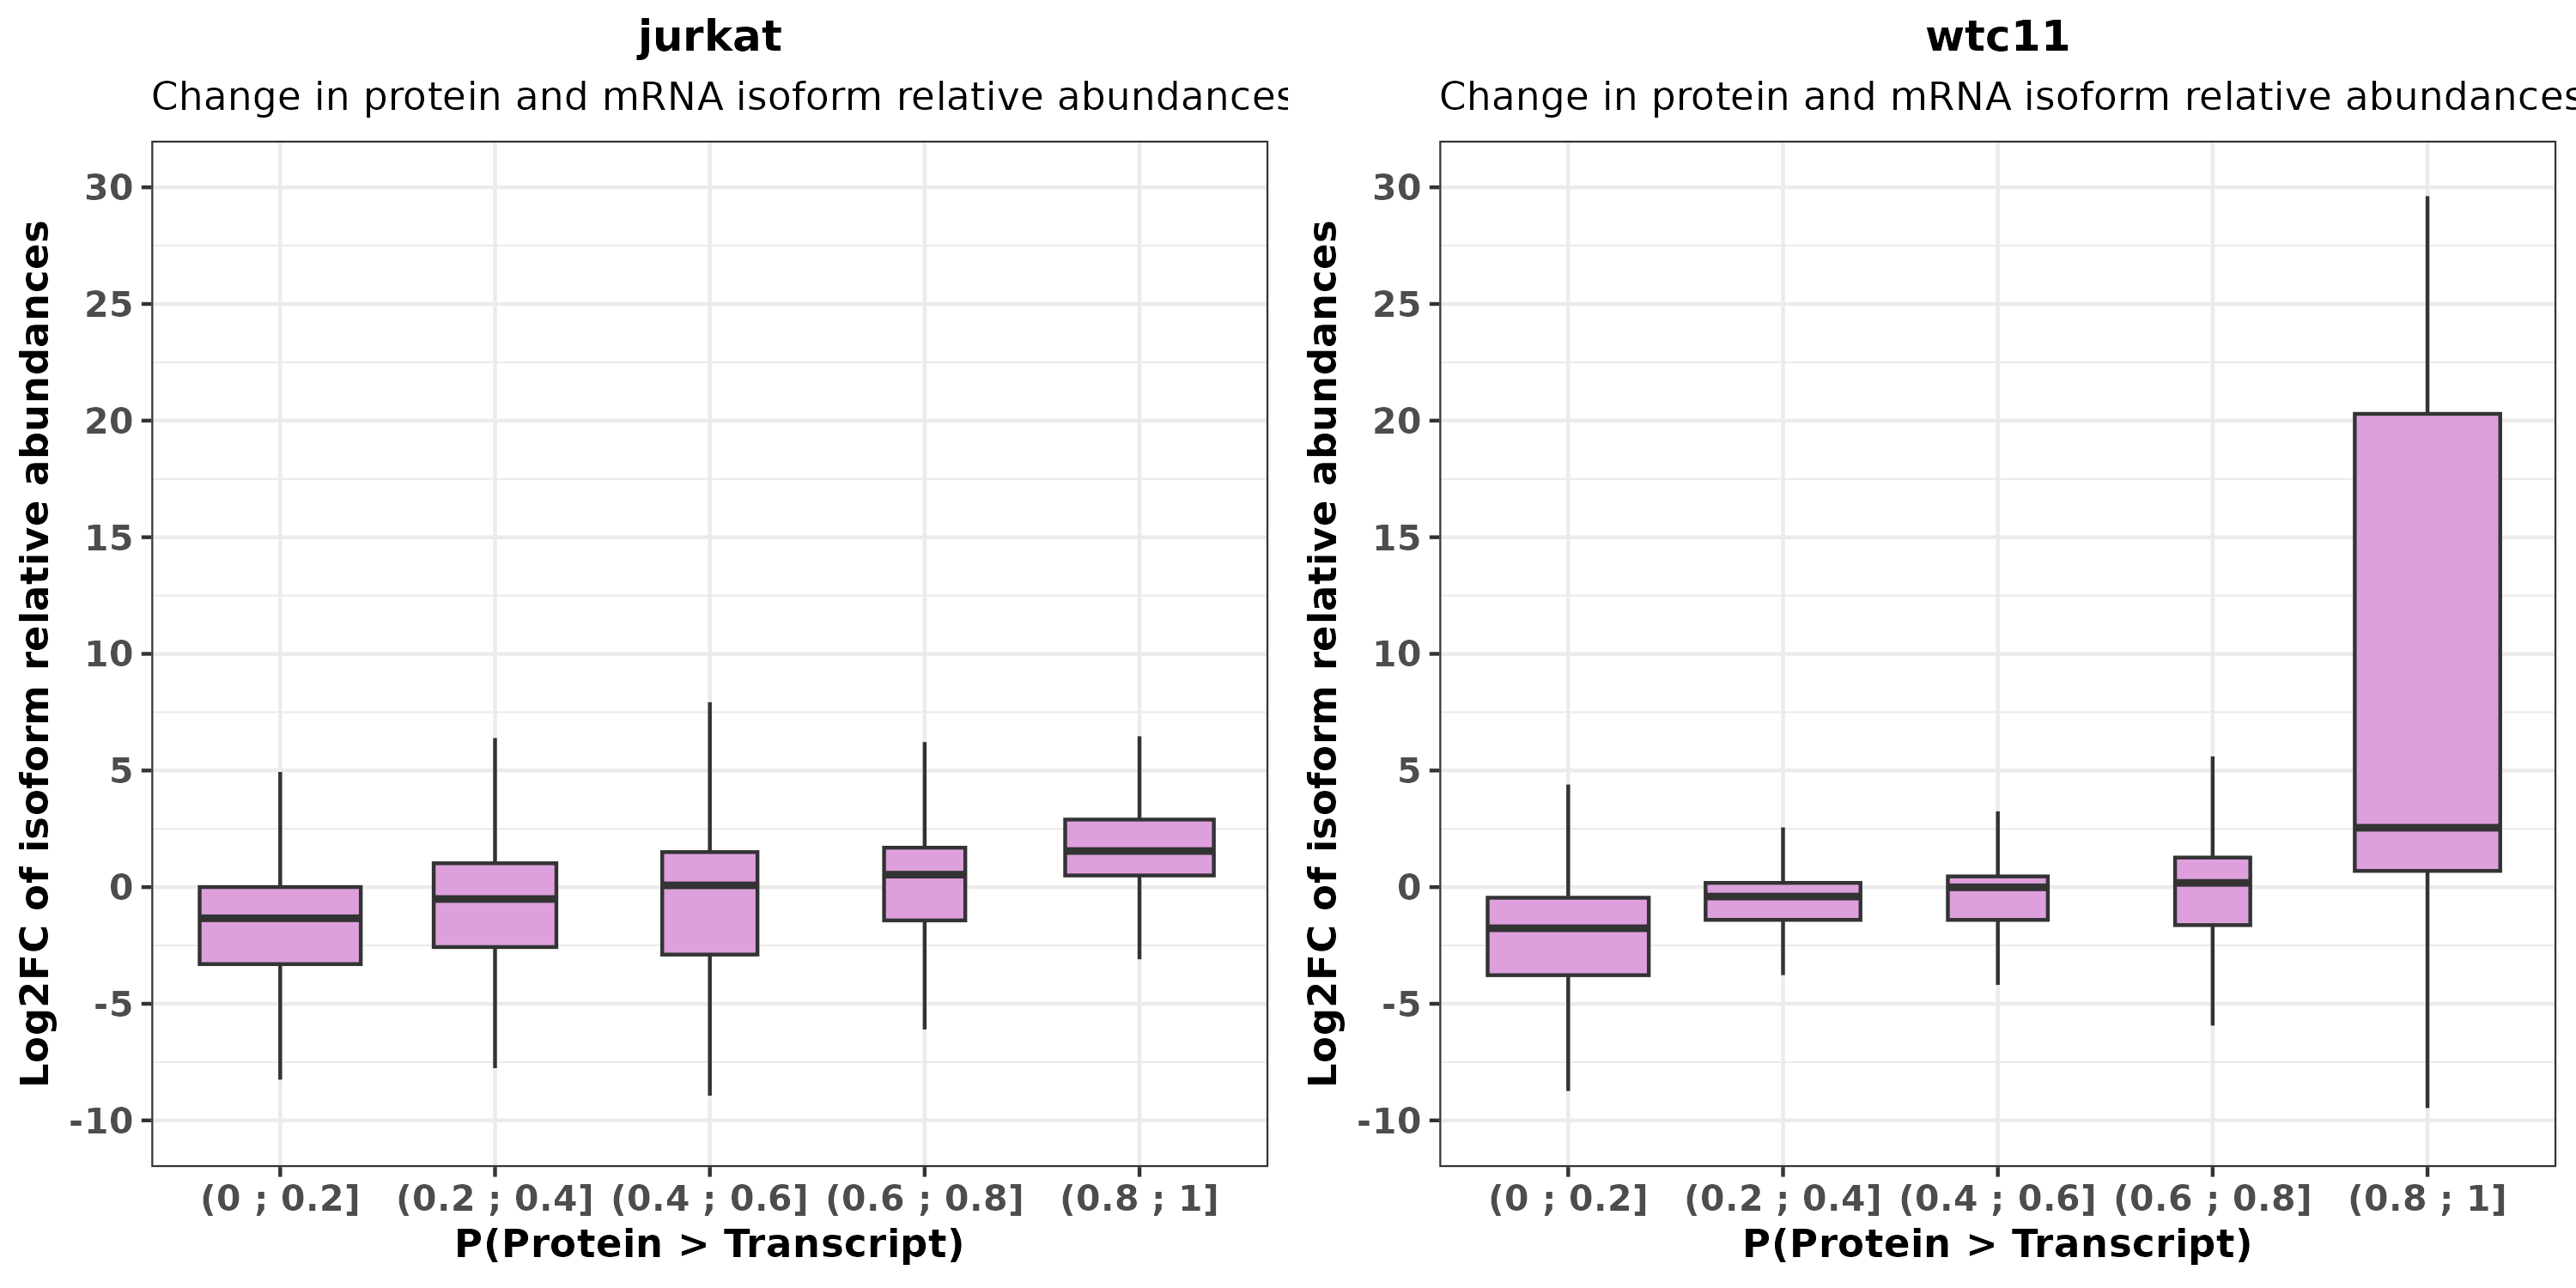 jurkat
Change in protein and mRNA isoform relative abundances
Log2FC of isoform relative abundances
30
25
20
15
10
5
0
-5
-10
(0 ; 0.2] (0.2 ; 0.4] (0.4 ; 0.6] (0.6 ; 0.8] (0.8 ; 1]
P(Protein > Transcript)
wtc11
Change in protein and mRNA isoform relative abundances
Log2FC of isoform relative abundances
30
25
20
15
10
5
0
-5
-10
(0 ; 0.2] (0.2 ; 0.4] (0.4 ; 0.6] (0.6 ; 0.8] (0.8 ; 1]
P(Protein > Transcript)